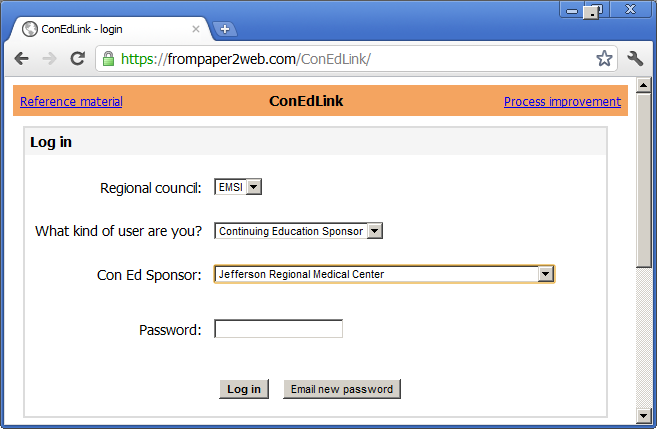 ConEdLink - login
https://frompaper2web.com/ConEdLink/
Reference material ConEdLink Process improvement
Log in
Regional council: EMSI
What kind of user are you? Continuing Education Sponsor
Con Ed Sponsor: Jefferson Regional Medical Center
Password:
Log in Email new password